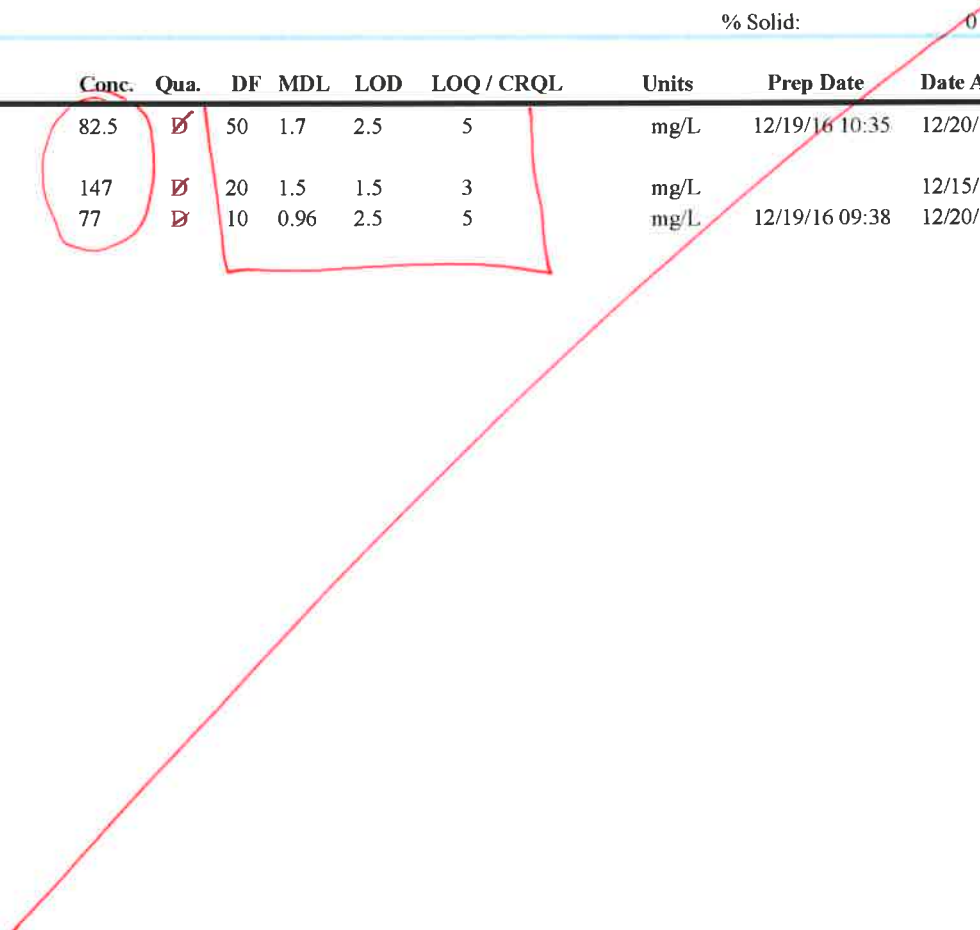 % Solid: 0
Conc. Qua. DF MDL LOD LOQ / CRQL Units Prep Date Date A
82.5 D 50 1.7 2.5 5 mg/L 12/19/16 10:35 12/20/
147 D 20 1.5 1.5 3 mg/L 12/15/
77 D 10 0.96 2.5 5 mg/L 12/19/16 09:38 12/20/